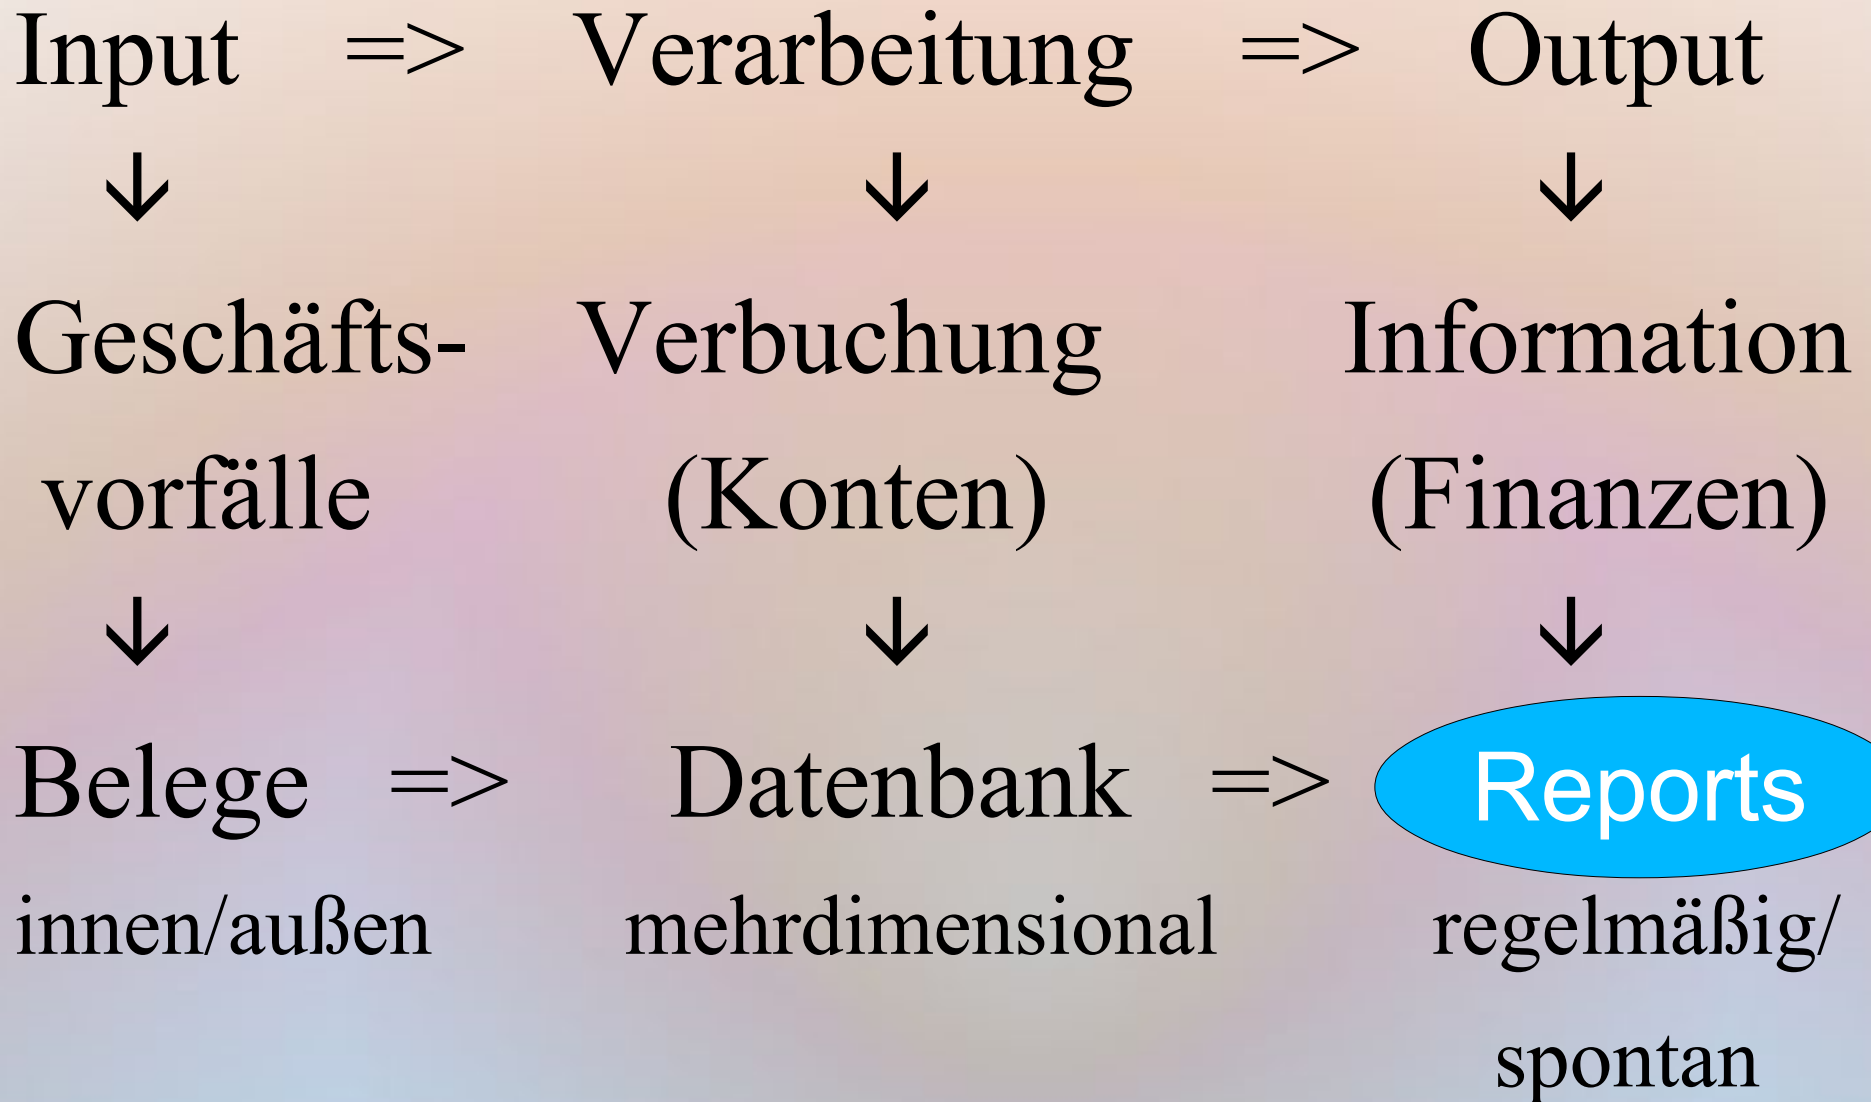 Input => Verarbeitung => Output
↓ ↓ ↓
Geschäfts- Verbuchung Information
vorfälle (Konten) (Finanzen)
↓ ↓ ↓
Belege => Datenbank => Reports
innen/außen mehrdimensional regelmäßig/
spontan